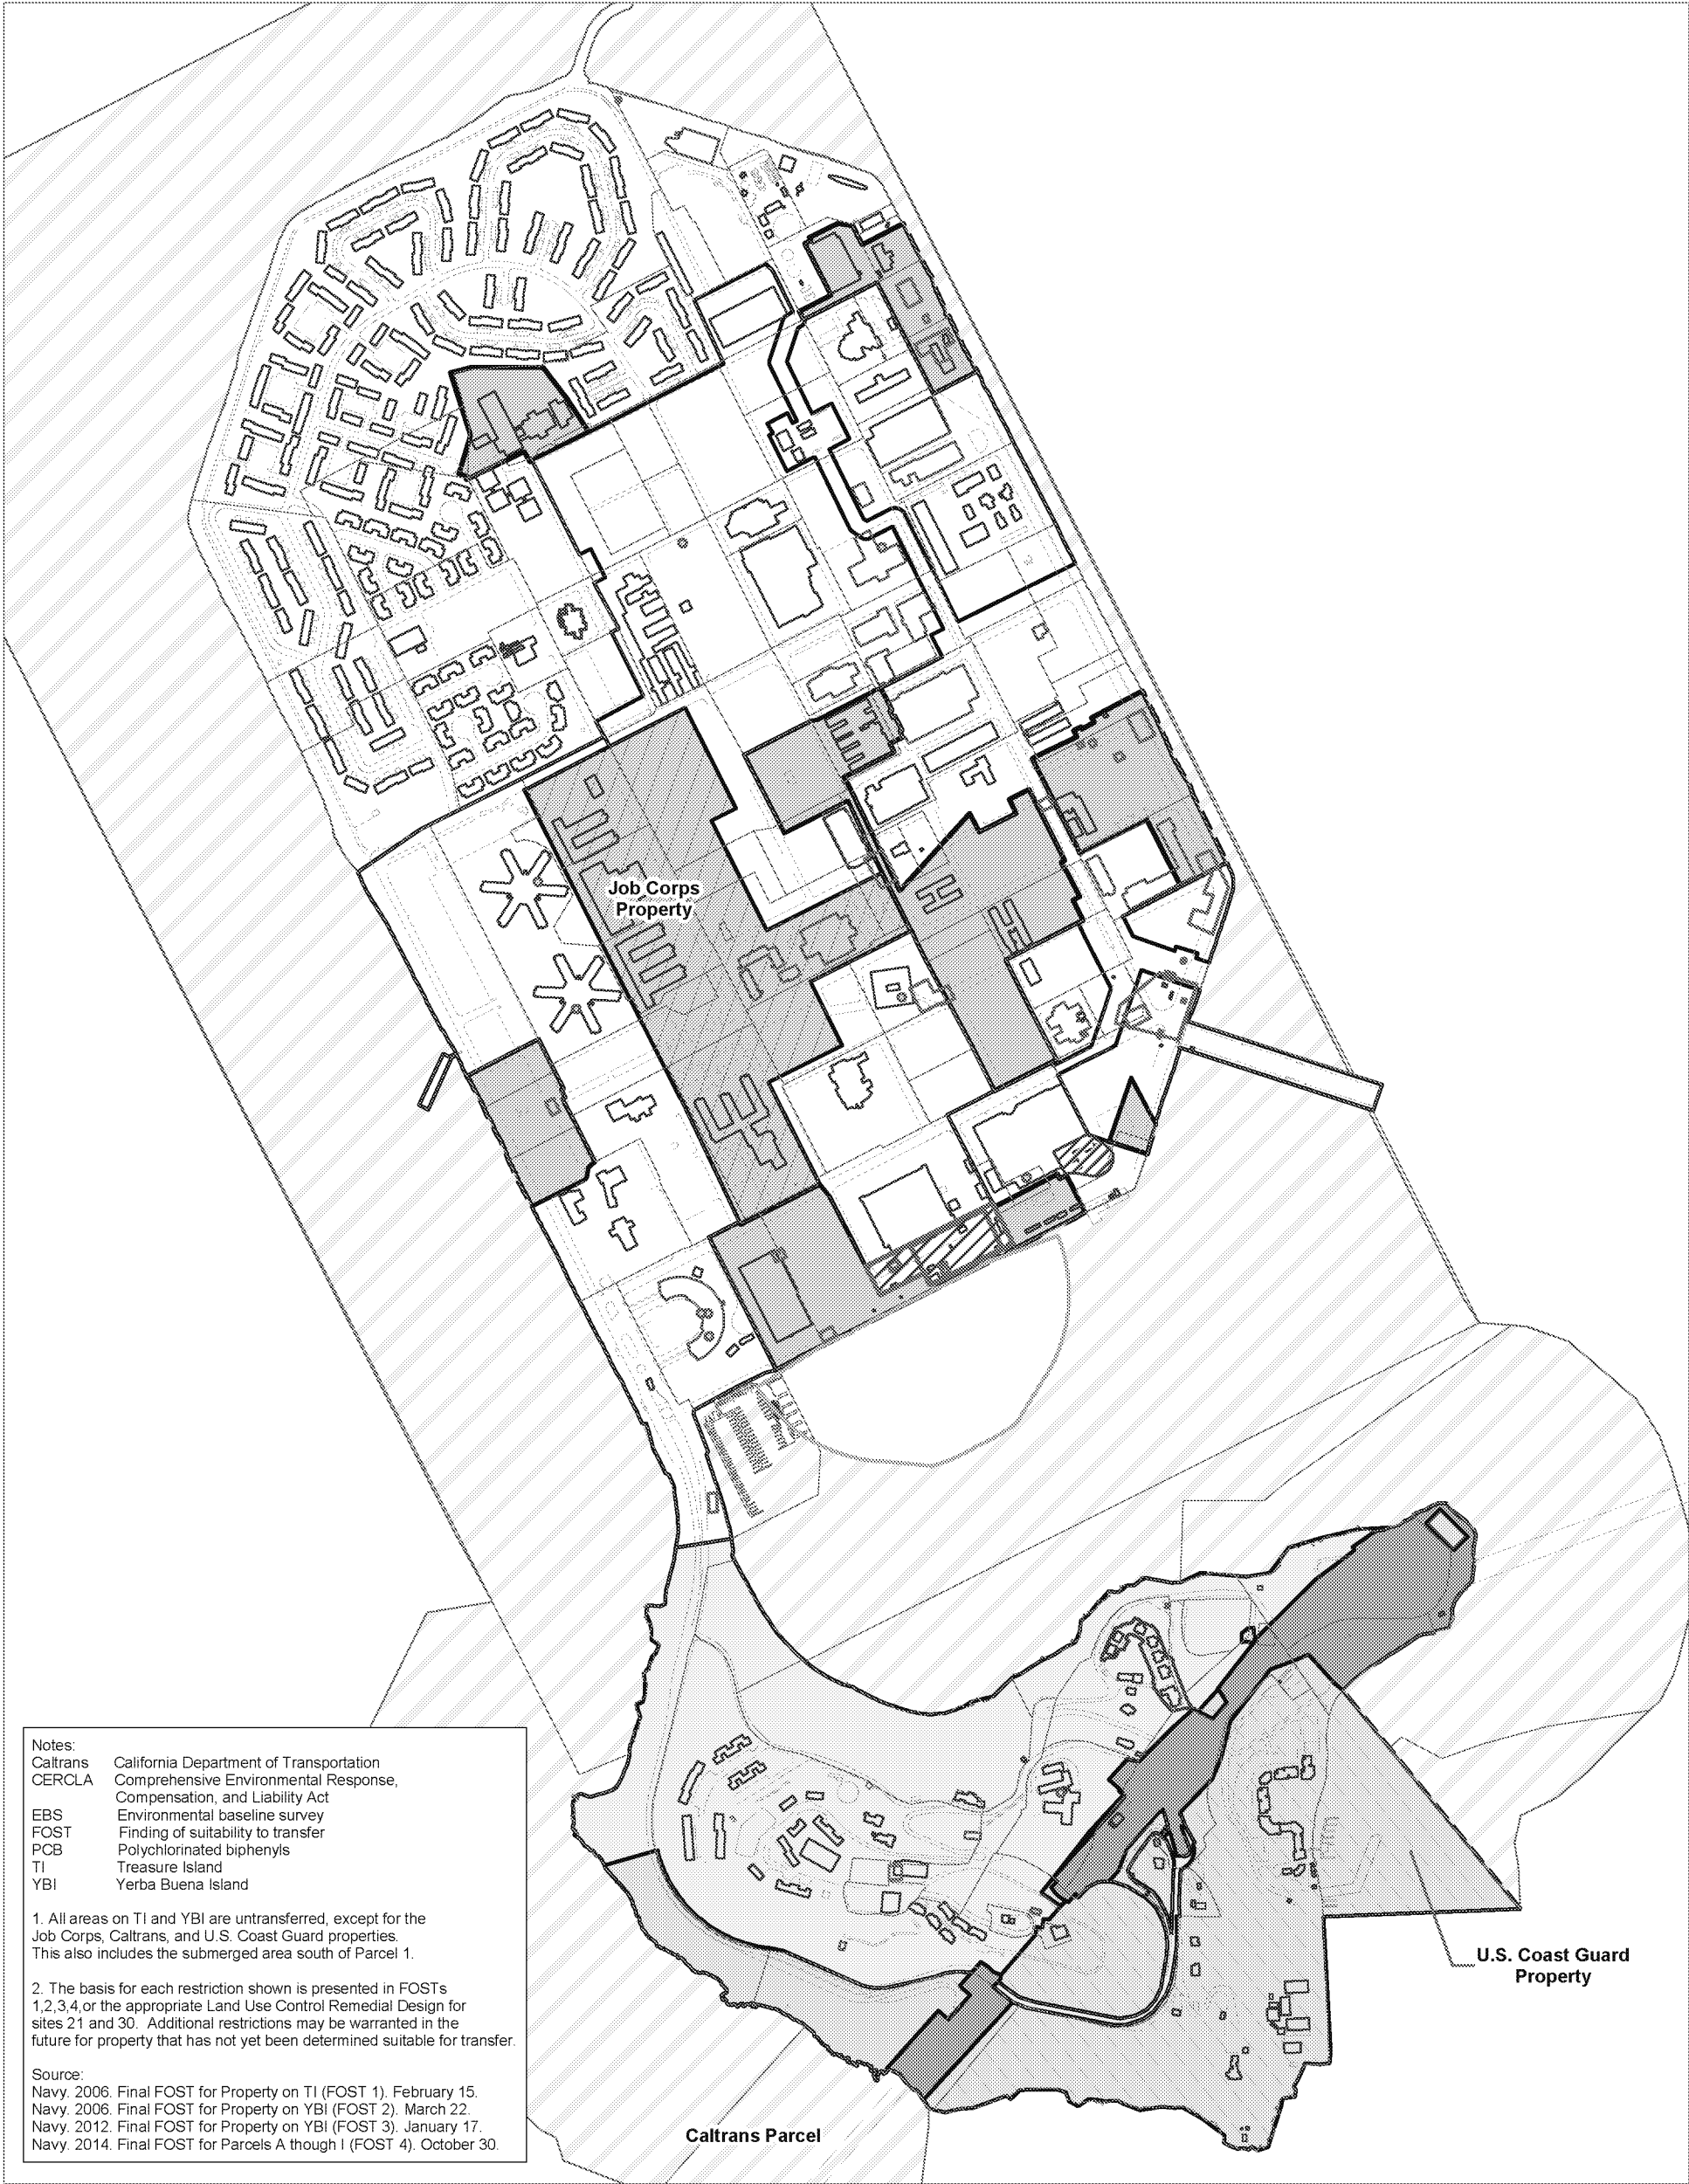 Job Corps
Property
Notes:
Caltrans California Department of Transportation
CERCLA Comprehensive Environmental Response,
Compensation, and Liability Act
EBS Environmental baseline survey
FOST Finding of suitability to transfer
PCB Polychlorinated biphenyls
TI Treasure Island
YBI Yerba Buena Island
1. All areas on TI and YBI are untransferred, except for the
Job Corps, Caltrans, and U.S. Coast Guard properties.
This also includes the submerged area south of Parcel 1.
2. The basis for each restriction shown is presented in FOSTs
1,2,3,4,or the appropriate Land Use Control Remedial Design for
sites 21 and 30. Additional restrictions may be warranted in the
future for property that has not yet been determined suitable for transfer.
Source:
Navy. 2006. Final FOST for Property on TI (FOST 1). February 15.
Navy. 2006. Final FOST for Property on YBI (FOST 2). March 22.
Navy. 2012. Final FOST for Property on YBI (FOST 3). January 17.
Navy. 2014. Final FOST for Parcels A though I (FOST 4). October 30.
U.S. Coast Guard
Property
Caltrans Parcel